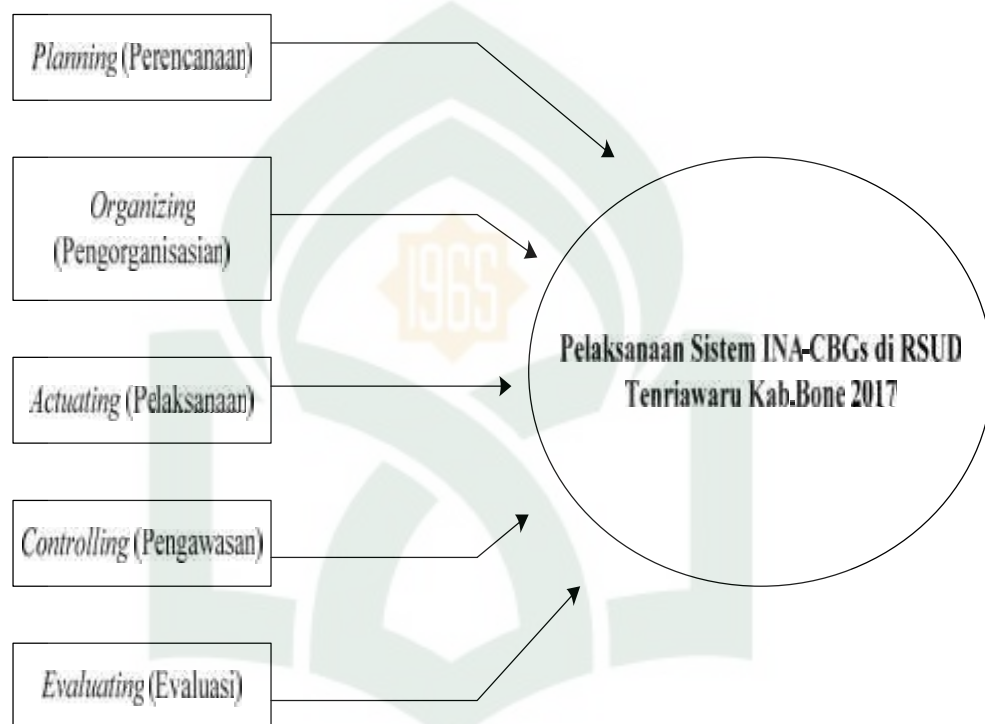 Planning (Perencanaan)
Organizing
(Pengorganisasian)
1965
Actuating (Pelaksanaan)
Pelaksanaan Sistem INA-CBGs di RSUD
Tenriawaru Kab.Bone 2017
Controlling (Pengawasan)
Evaluating (Evaluasi)